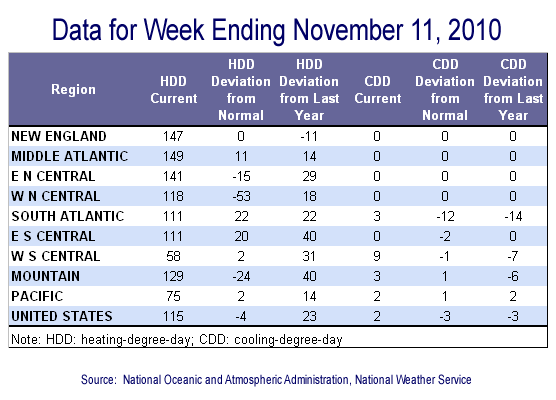 Data for Week Ending November 11, 2010
Region HDD Current HDD Deviation from Normal HDD Deviation from Last Year CDD Current CDD Deviation from Normal CDD Deviation from Last Year
NEW ENGLAND 147 0 -11 0 0 0
MIDDLE ATLANTIC 149 11 14 0 0 0
E N CENTRAL 141 -15 29 0 0 0
W N CENTRAL 118 -53 18 0 0 0
SOUTH ATLANTIC 111 22 22 3 -12 -14
E S CENTRAL 111 20 40 0 -2 0
W S CENTRAL 58 2 31 9 -1 -7
MOUNTAIN 129 -24 40 3 1 -6
PACIFIC 75 2 14 2 1 2
UNITED STATES 115 -4 23 2 -3 -3
Note: HDD: heating-degree-day; CDD: cooling-degree-day
Source: National Oceanic and Atmospheric Administration, National Weather Service